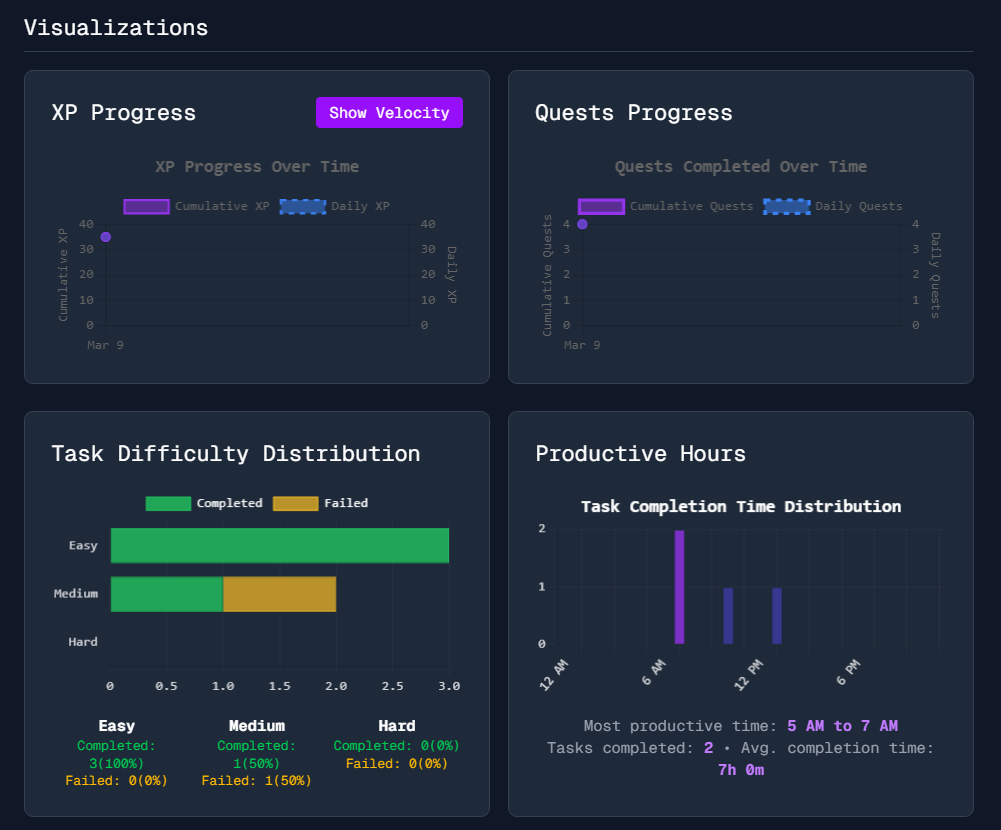 Visualizations
XP Progress
Show Velocity
XP Progress Over Time
Cumulative XP
Daily XP
Cumulative XP
40
30
20
10
0
40
30
20
10
0
Daily XP
Mar 9
Quests Progress
Quests Completed Over Time
Cumulative Quests
Daily Quests
Cumulative Quests
4
3
2
1
0
4
3
2
1
0
Daily Quests
Mar 9
Task Difficulty Distribution
Completed
Failed
Easy
Medium
Hard
0 0.5 1.0 1.5 2.0 2.5 3.0
Easy
Completed:
3(100%)
Failed: 0(0%)
Medium
Completed:
1(50%)
Failed: 1(50%)
Hard
Completed: 0(0%)
Failed: 0(0%)
Productive Hours
Task Completion Time Distribution
2
1
0
12 AM
6 AM
12 PM
6 PM
Most productive time: 5 AM to 7 AM
Tasks completed: 2 • Avg. completion time:
7h 0m